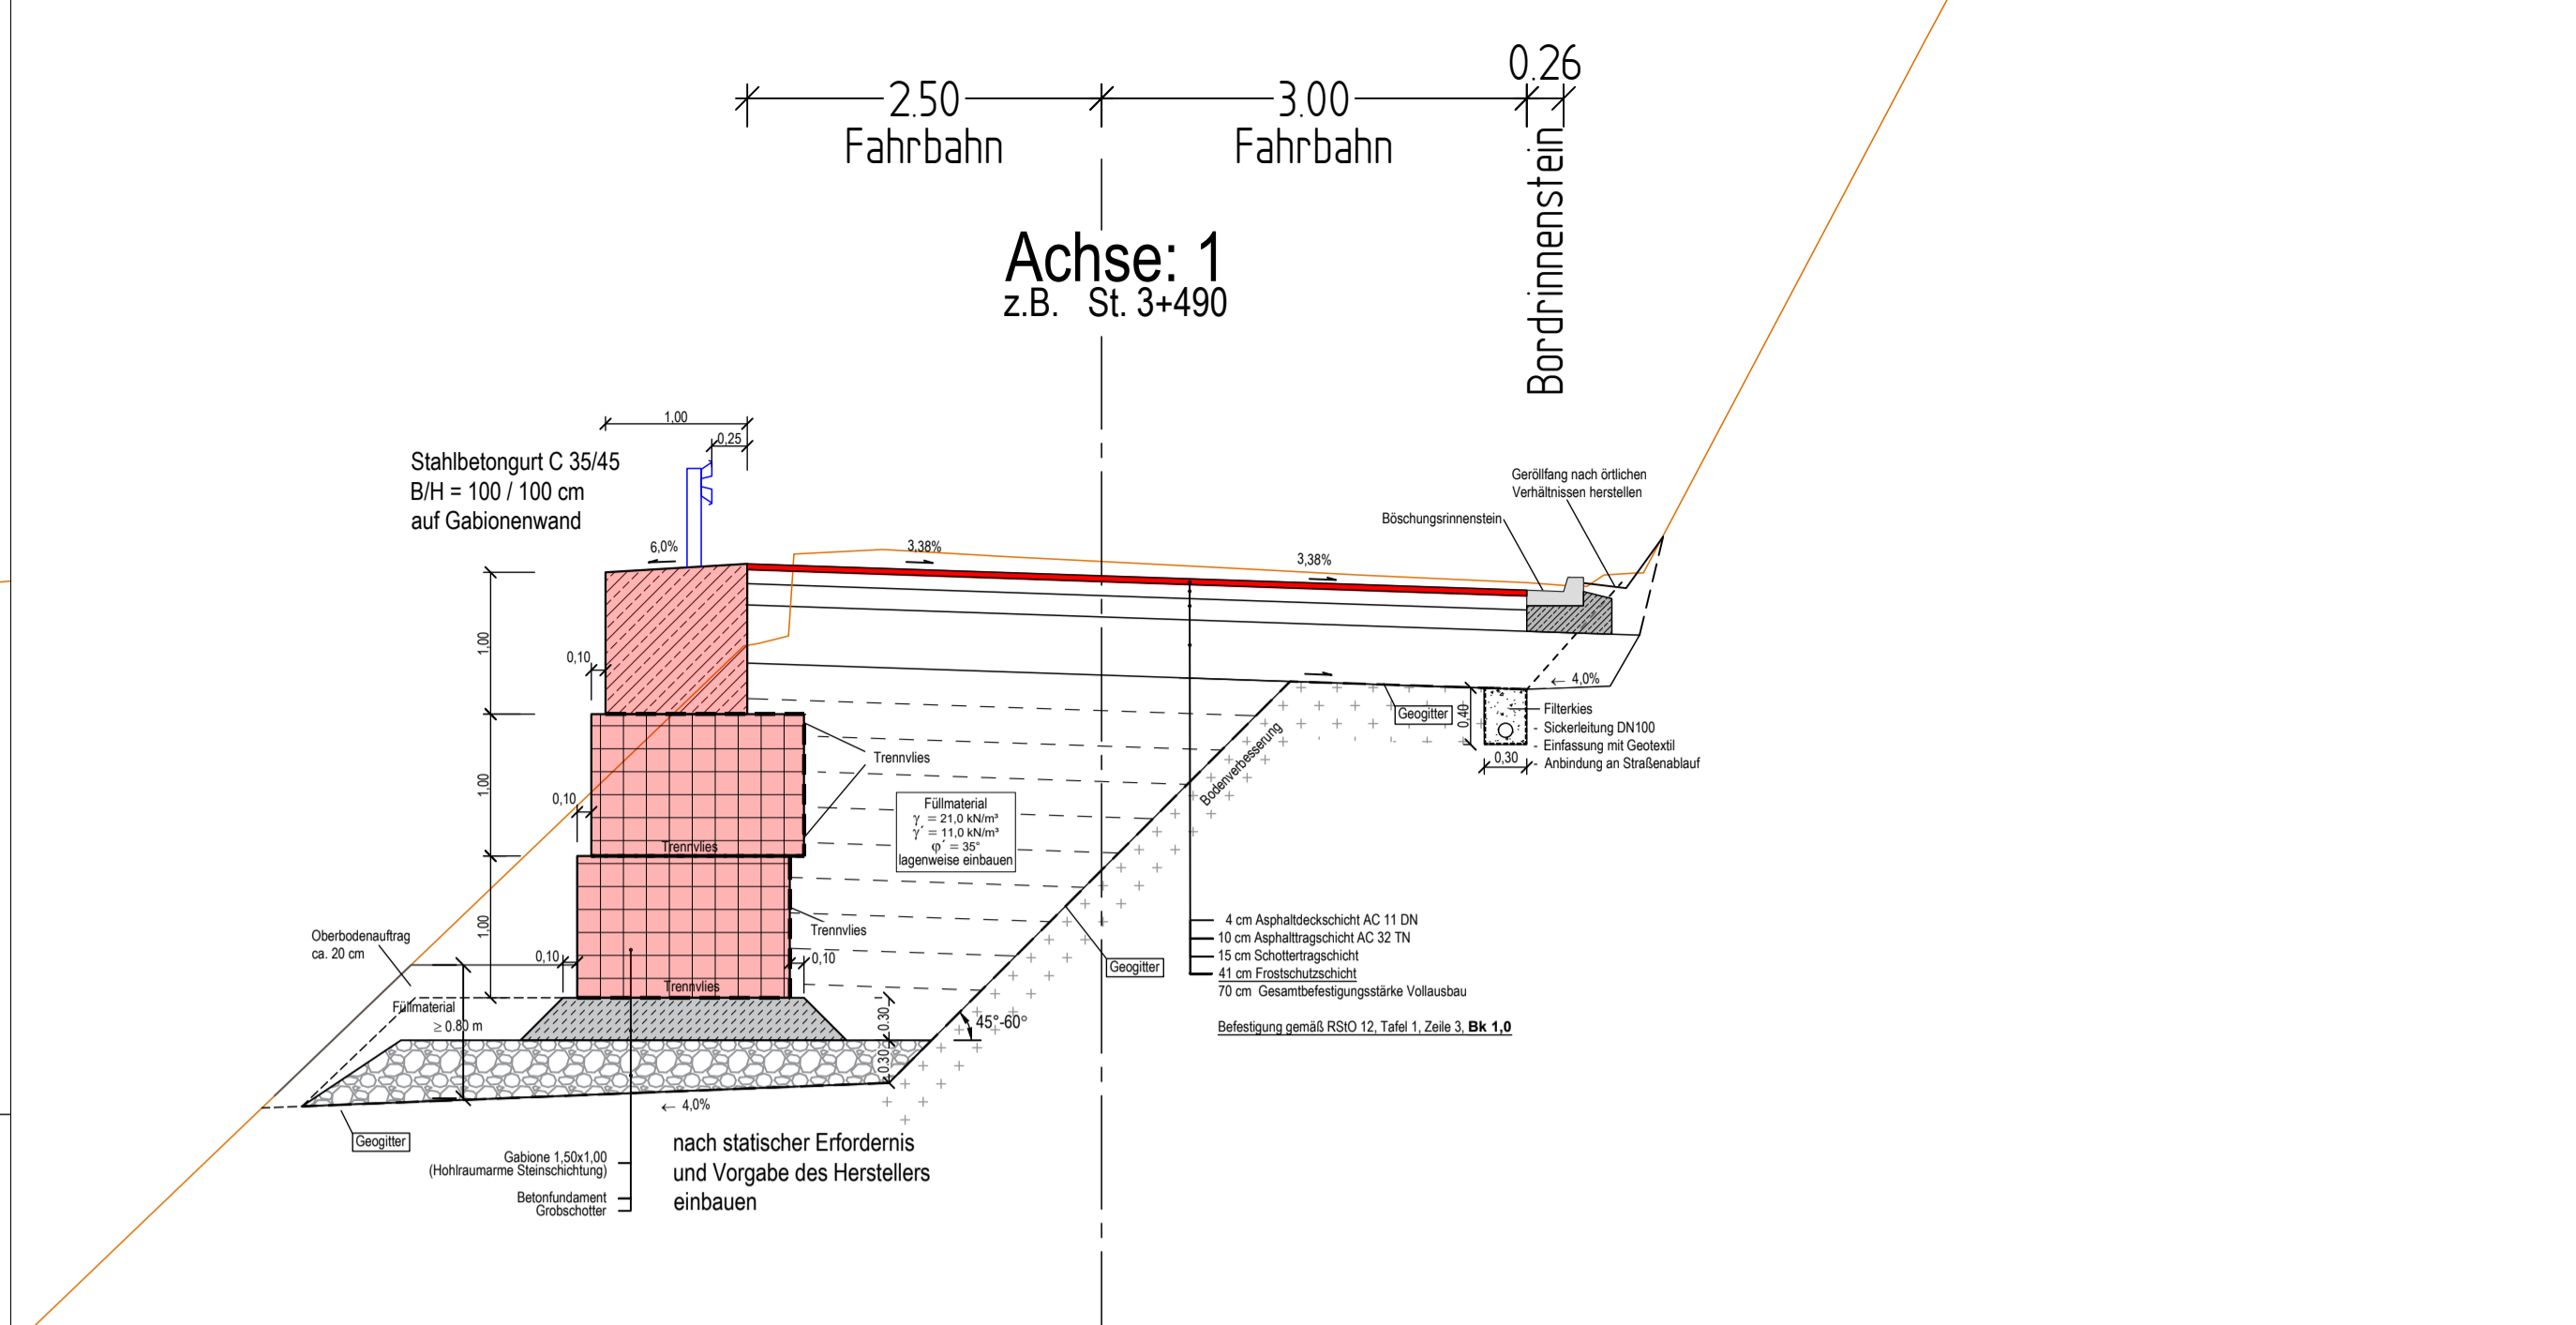 0.26
2.50
3.00
Fahrbahn
Fahrbahn
Bordrinnenstein
Achse: 1
z.B. St. 3+490
1,00
0,25
Stahlbetongurt C 35/45
B/H = 100 / 100 cm
auf Gabionenwand
Geröllfang nach örtlichen
Verhältnissen herstellen
Böschungsrinnenstein
6,0%
3,38%
3,38%
1,00
0,10
← 4,0%
Geogitter
0,40
Filterkies
- Sickerleitung DN100
- Einfassung mit Geotextil
- Anbindung an Straßenablauf
0,30
Bodenverbesserung
Trennvlies
1,00
0,10
Füllmaterial
γ = 21,0 kN/m³
γ´ = 11,0 kN/m³
φ´ = 35°
lagenweise einbauen
Trennvlies
1,00
Trennvlies
Oberbodenauftrag
ca. 20 cm
0,10
0,10
Geogitter
4 cm Asphaltdeckschicht AC 11 DN
10 cm Asphalttragschicht AC 32 TN
15 cm Schottertragschicht
41 cm Frostschutzschicht
70 cm Gesamtbefestigungsstärke Vollausbau
Befestigung gemäß RStO 12, Tafel 1, Zeile 3, Bk 1,0
Trennvlies
Füllmaterial
≥ 0.80 m
0.30
45°-60°
0.30
← 4,0%
Geogitter
Gabione 1,50x1,00
(Hohlraumarme Steinschichtung)
Betonfundament
Grobschotter
nach statischer Erfordernis
und Vorgabe des Herstellers
einbauen